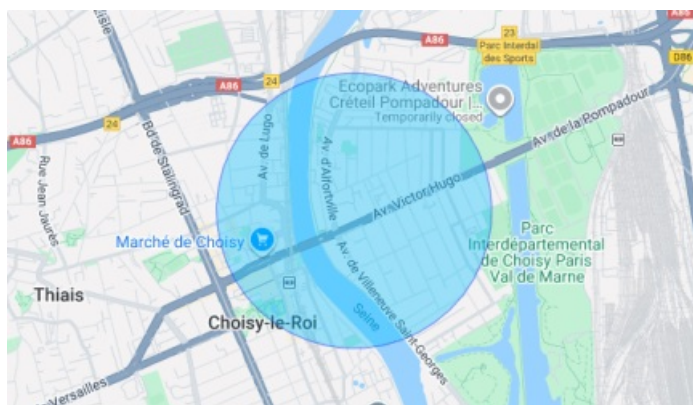 lisle
A86
23
Parc Interdal
des Sports
D86
24
A86
Ecopark Adventures
Créteil Pompadour |...
Temporarily closed
24
A86
Bd de Stalingrad
Av. de Lugo
Av. d'Alfortville
Av. de la Pompadour
Rue Jean Jaurès
Av. Victor Hugo
Marché de Choisy
Parc
Interdépartemental
de Choisy Paris
Val de Marne
Thiais
Choisy-le-Roi
Av. de Villeneuve Saint-Georges
Seine
Versailles